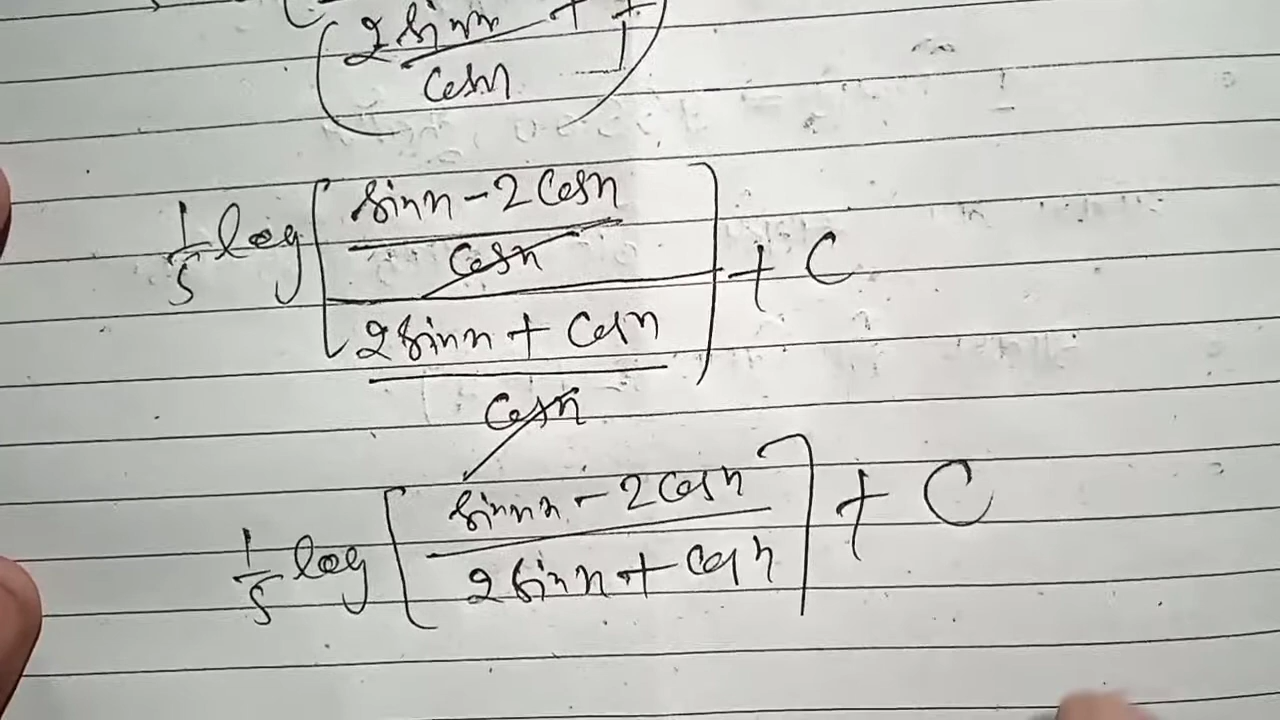 2 sin x + 1
cos x
1/5 log [ sin x - 2 cos x
cos x
2 sin x + cos x
cos x ] + C
1/5 log [ sin x - 2 cos x
2 sin x + cos x ] + C